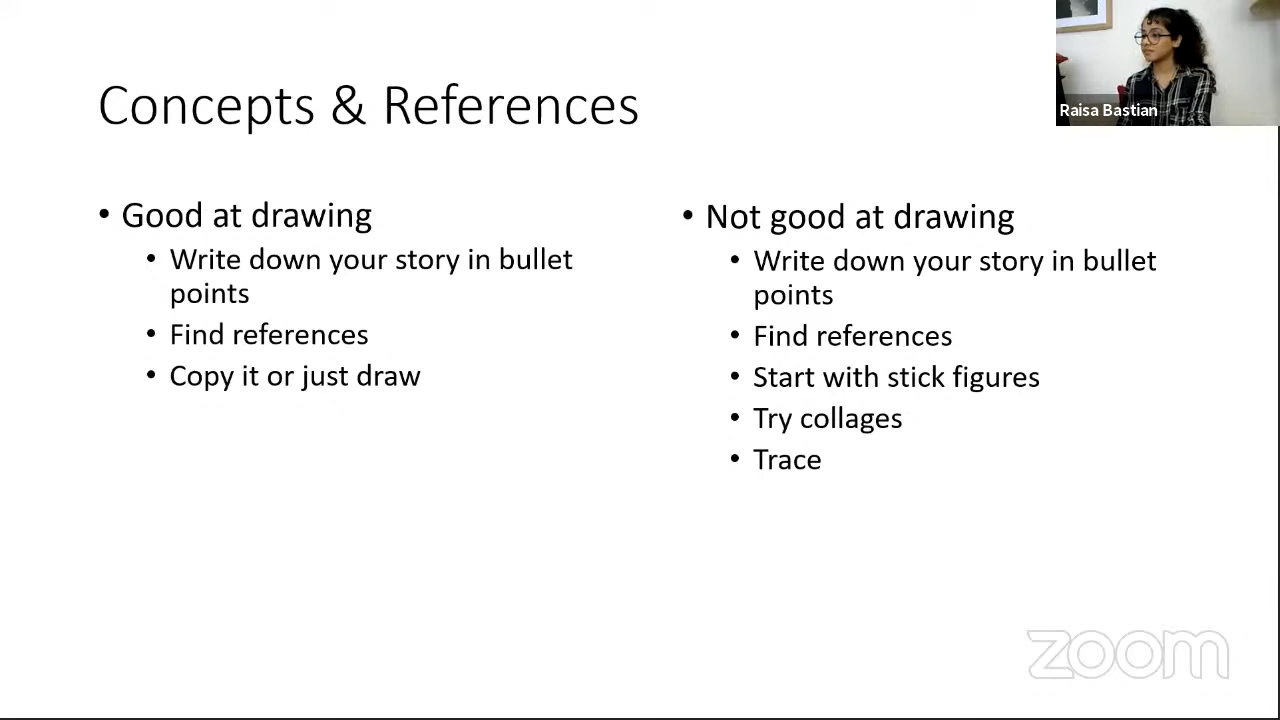 Raisa Bastian
Concepts & References
• Good at drawing
• Write down your story in bullet
points
• Find references
• Copy it or just draw
• Not good at drawing
• Write down your story in bullet
points
• Find references
• Start with stick figures
• Try collages
• Trace
zoom